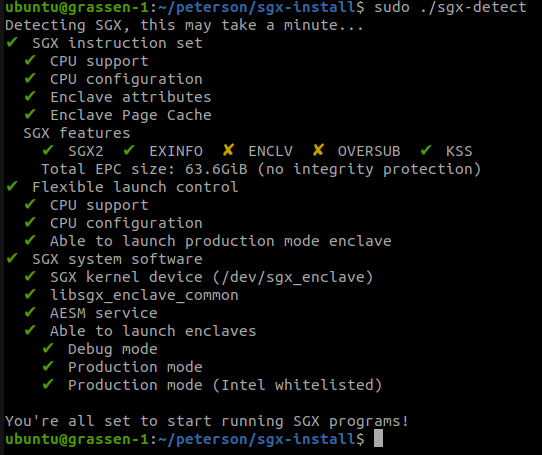 ubuntu@grassen-1:~/peterson/sgx-install$ sudo ./sgx-detect
Detecting SGX, this may take a minute...
✔ SGX instruction set
✔ CPU support
✔ CPU configuration
✔ Enclave attributes
✔ Enclave Page Cache
SGX features
✔ SGX2 ✔ EXINFO ✘ ENCLV ✘ OVERSUB ✔ KSS
Total EPC size: 63.6GiB (no integrity protection)
✔ Flexible launch control
✔ CPU support
✔ CPU configuration
✔ Able to launch production mode enclave
✔ SGX system software
✔ SGX kernel device (/dev/sgx_enclave)
✔ libsgx_enclave_common
✔ AESM service
✔ Able to launch enclaves
✔ Debug mode
✔ Production mode
✔ Production mode (Intel whitelisted)
You're all set to start running SGX programs!
ubuntu@grassen-1:~/peterson/sgx-install$